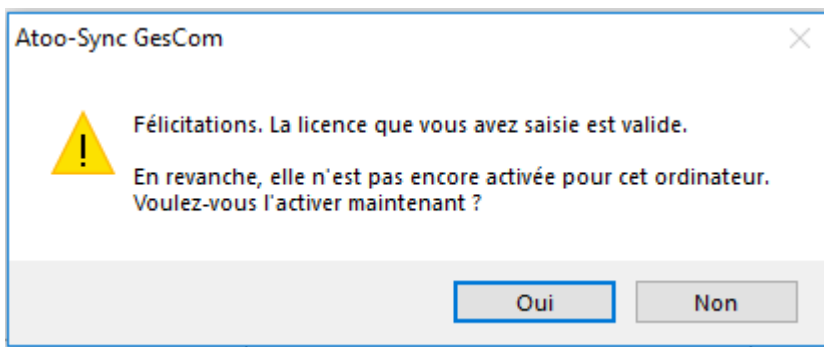 Atoo-Sync GesCom
Félicitations. La licence que vous avez saisie est valide.
En revanche, elle n'est pas encore activée pour cet ordinateur.
Voulez-vous l'activer maintenant ?
Oui
Non